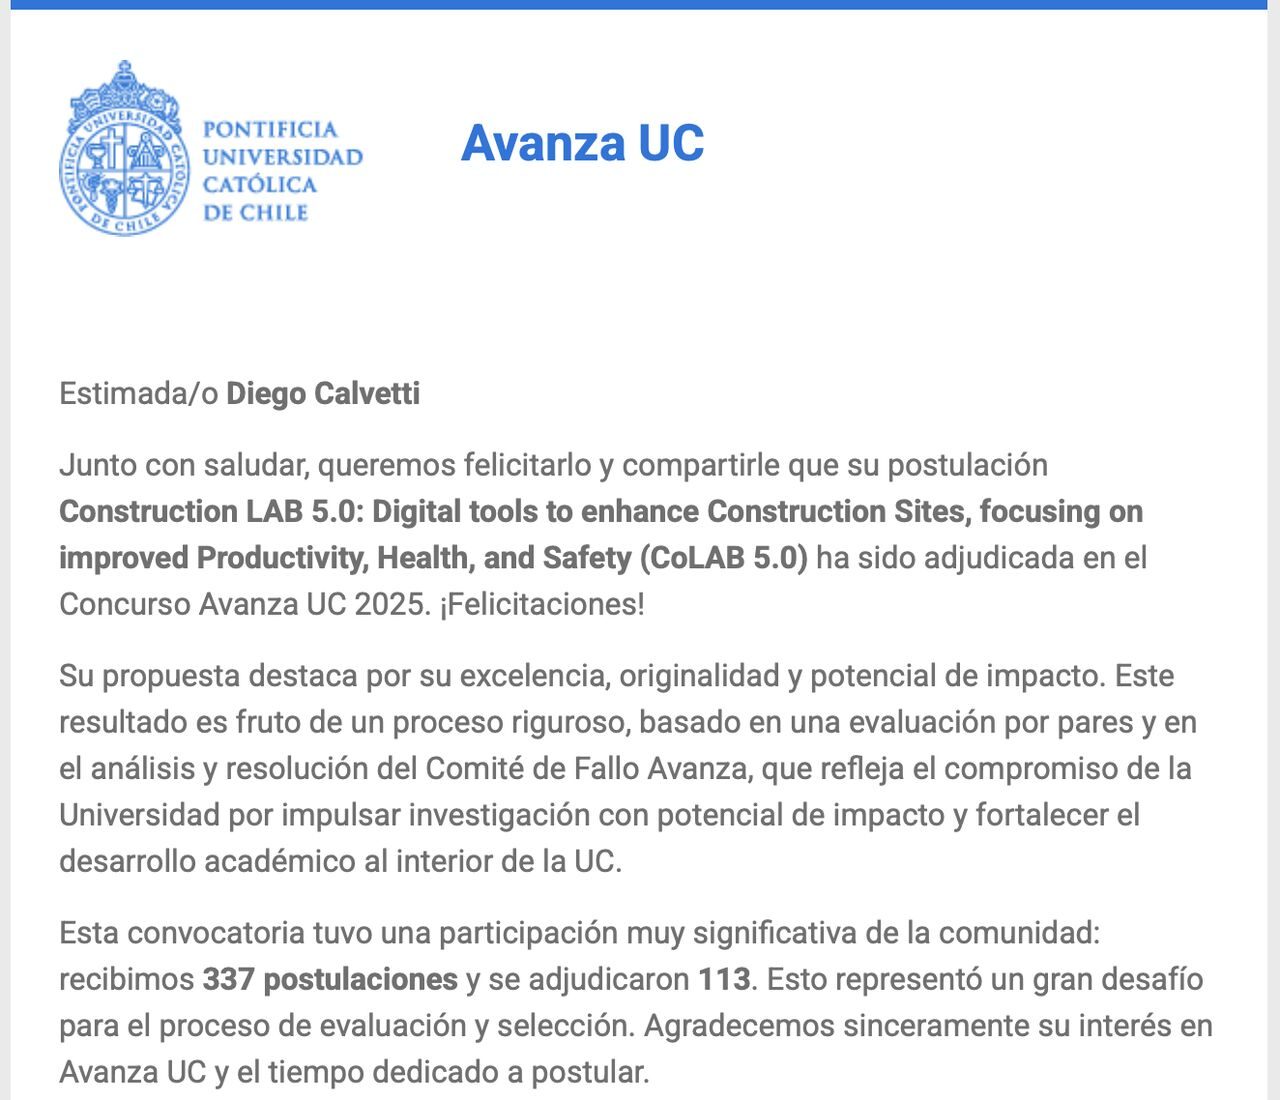 PONTIFICIA UNIVERSIDAD CATÓLICA DE CHILE
PONTIFICIA
UNIVERSIDAD
CATÓLICA
DE CHILE
Avanza UC
Estimada/o Diego Calvetti
Junto con saludar, queremos felicitarlo y compartirle que su postulación
Construction LAB 5.0: Digital tools to enhance Construction Sites, focusing on
improved Productivity, Health, and Safety (CoLAB 5.0) ha sido adjudicada en el
Concurso Avanza UC 2025. ¡Felicitaciones!
Su propuesta destaca por su excelencia, originalidad y potencial de impacto. Este
resultado es fruto de un proceso riguroso, basado en una evaluación por pares y en
el análisis y resolución del Comité de Fallo Avanza, que refleja el compromiso de la
Universidad por impulsar investigación con potencial de impacto y fortalecer el
desarrollo académico al interior de la UC.
Esta convocatoria tuvo una participación muy significativa de la comunidad:
recibimos 337 postulaciones y se adjudicaron 113. Esto representó un gran desafío
para el proceso de evaluación y selección. Agradecemos sinceramente su interés en
Avanza UC y el tiempo dedicado a postular.